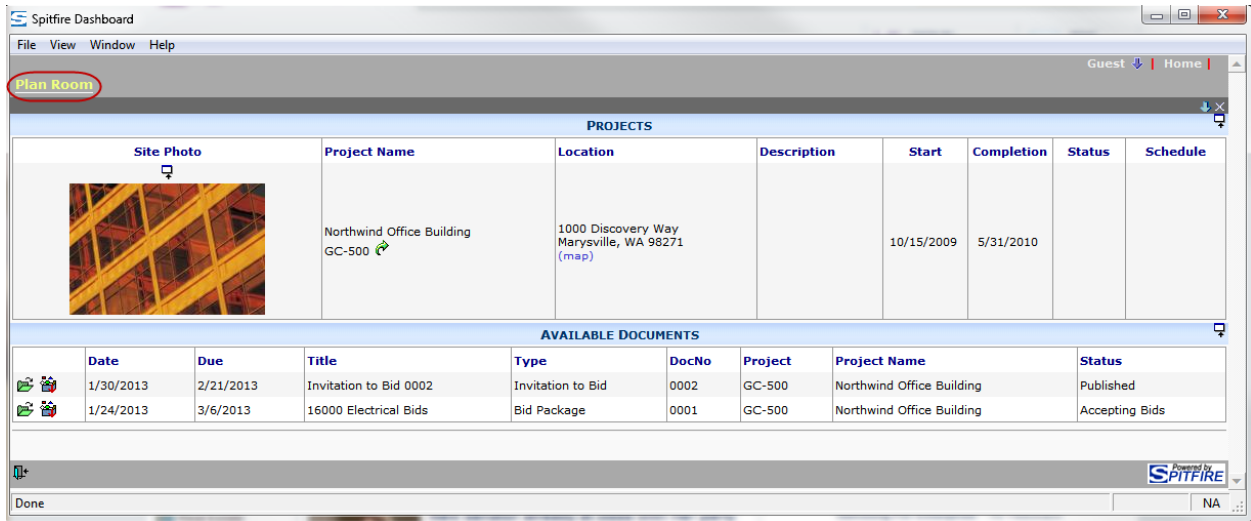 Spitfire Dashboard
File View Window Help
Guest | Home |
Plan Room
PROJECTS
Site Photo Project Name Location Description Start Completion Status Schedule
Northwind Office Building
GC-500
1000 Discovery Way
Marysville, WA 98271
(map)
10/15/2009 5/31/2010
AVAILABLE DOCUMENTS
Date Due Title Type DocNo Project Project Name Status
1/30/2013 2/21/2013 Invitation to Bid 0002 Invitation to Bid 0002 GC-500 Northwind Office Building Published
1/24/2013 3/6/2013 16000 Electrical Bids Bid Package 0001 GC-500 Northwind Office Building Accepting Bids
Powered by
SPITFIRE
Done NA